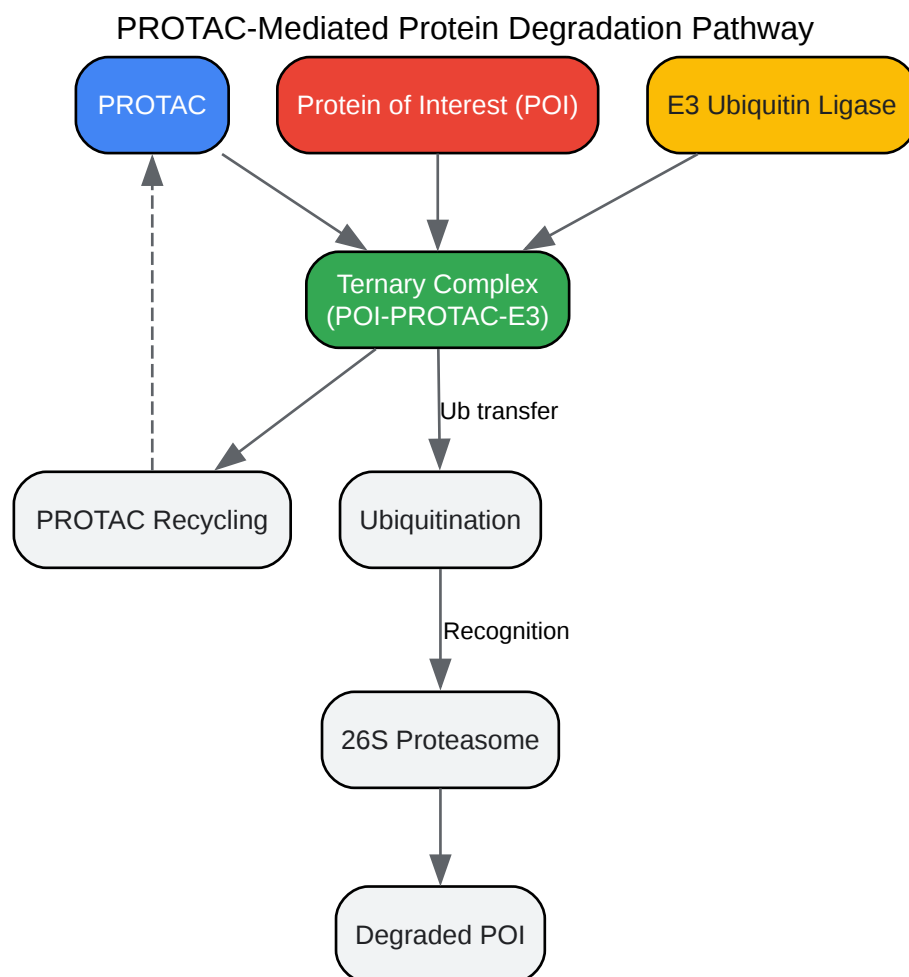 PROTAC-Mediated Protein Degradation Pathway
PROTAC
Protein of Interest (POI)
E3 Ubiquitin Ligase
Ternary Complex
(POI-PROTAC-E3)
Ub transfer
PROTAC Recycling
Ubiquitination
Recognition
26S Proteasome
Degraded POI